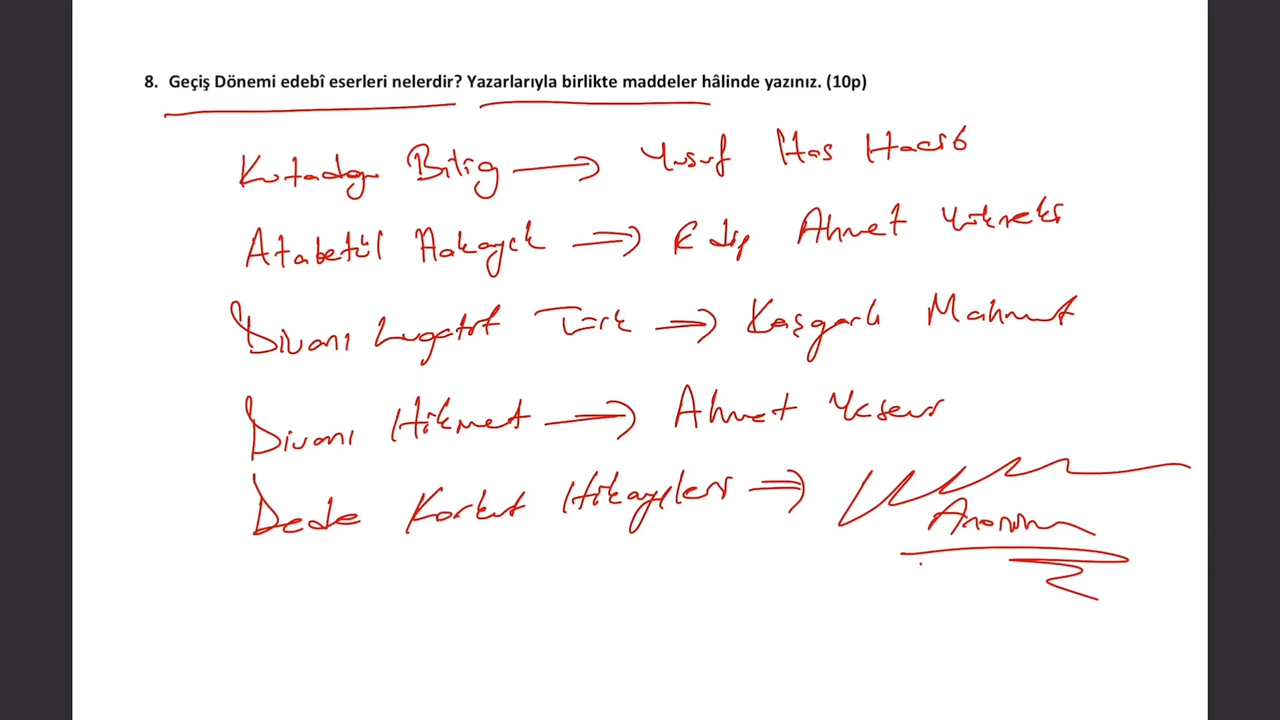 8. Geçiş Dönemi edebî eserleri nelerdir? Yazarlarıyla birlikte maddeler hâlinde yazınız. (10p)
Kutadgu Bilig → Yusuf Has Hacib
Atabetül Hakayık → Edip Ahmet Yükneki
Divanı Lugatit Türk → Kaşgarlı Mahmut
Divanı Hikmet → Ahmet Yesevi
Dede Korkut Hikayeleri → Anonim